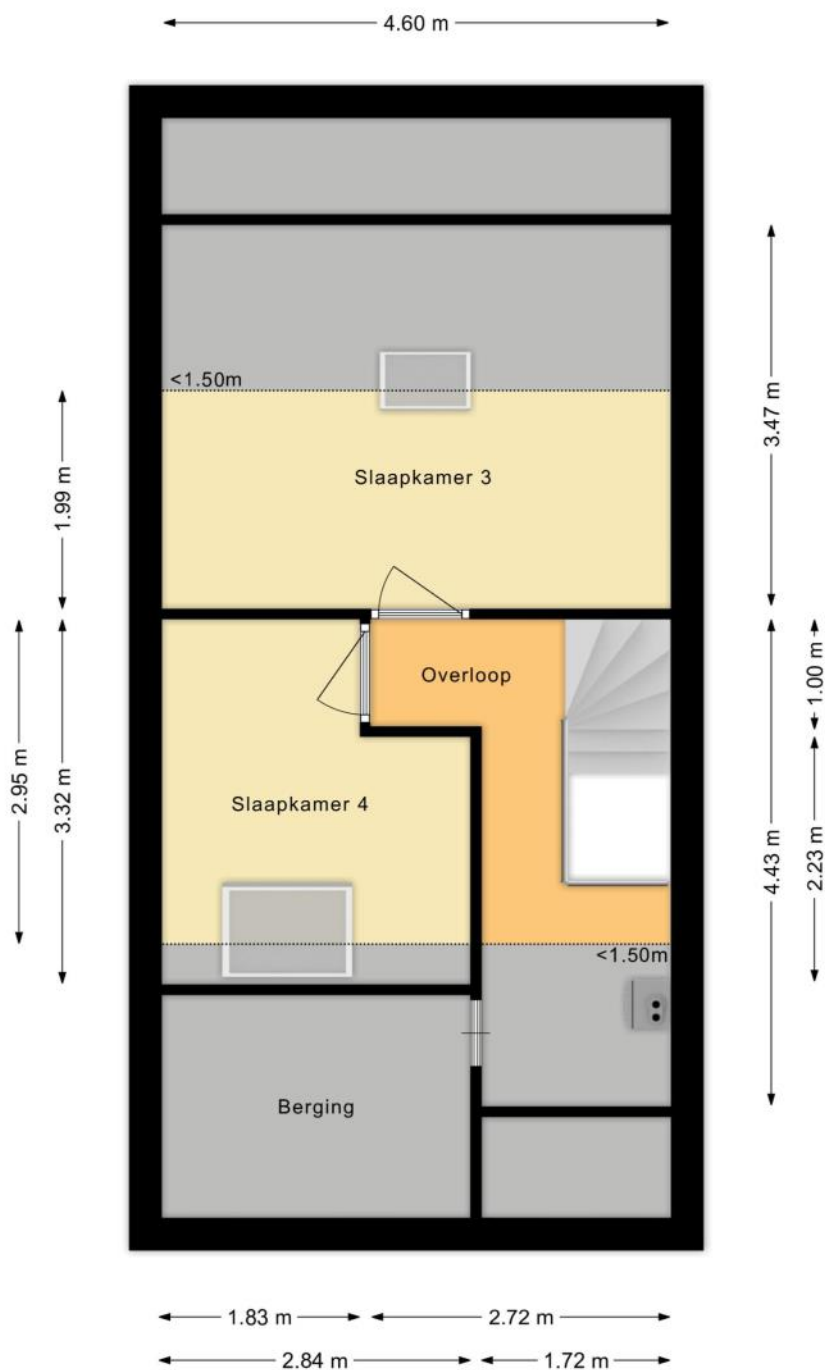 4.60 m
<1.50m
3.47 m
1.99 m
Slaapkamer 3
Overloop
1.00 m
2.95 m
3.32 m
Slaapkamer 4
4.43 m
2.23 m
<1.50m
Berging
1.83 m
2.72 m
2.84 m
1.72 m